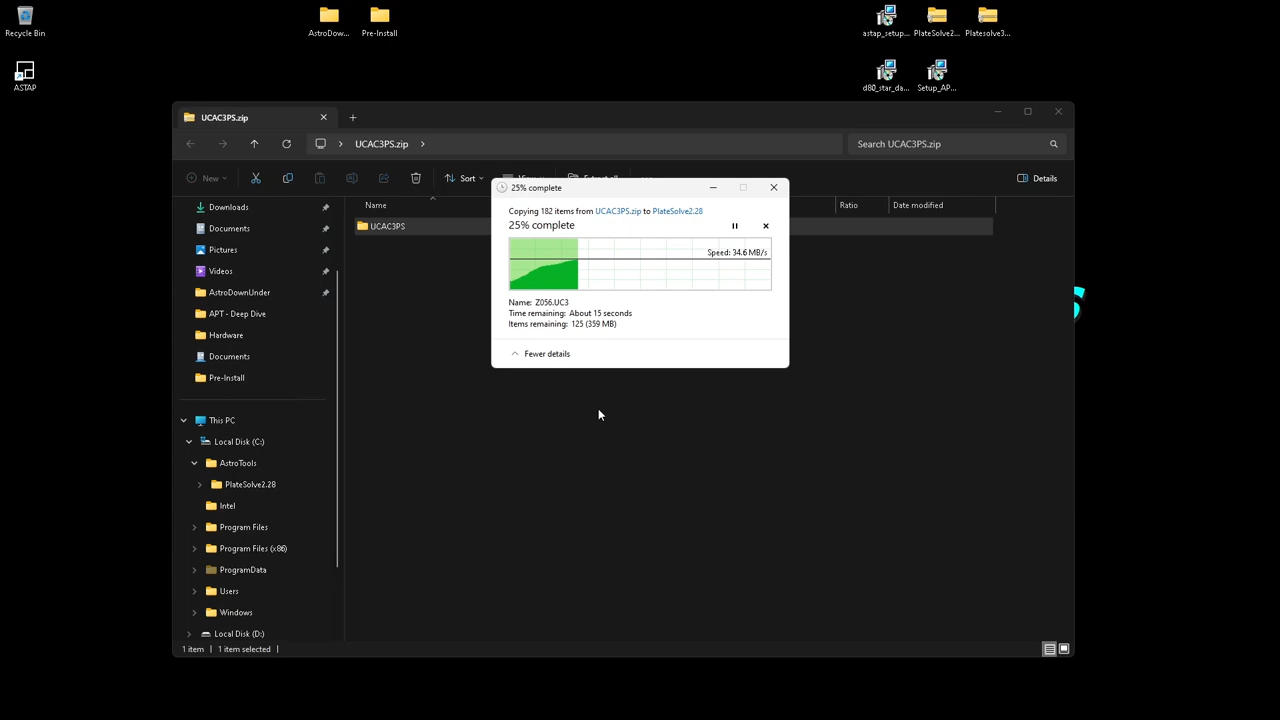 Recycle Bin
AstroDow...
Pre-Install
astap_setup...
PlateSolve2...
Platesolve3...
ASTAP
d80_star_da...
Setup_AP...
UCAC3PS.zip
UCAC3PS.zip
Search UCAC3PS.zip
New
Sort
Details
Downloads
Documents
Pictures
Videos
AstroDownUnder
APT - Deep Dive
Hardware
Documents
Pre-Install
This PC
Local Disk (C:)
AstroTools
PlateSolve2.28
Intel
Program Files
Program Files (x86)
ProgramData
Users
Windows
Local Disk (D:)
Name
Ratio
Date modified
UCAC3PS
25% complete
Copying 182 items from UCAC3PS.zip to PlateSolve2.28
25% complete
Speed: 34.6 MB/s
Name: Z056.UC3
Time remaining: About 15 seconds
Items remaining: 125 (359 MB)
Fewer details
1 item
1 item selected